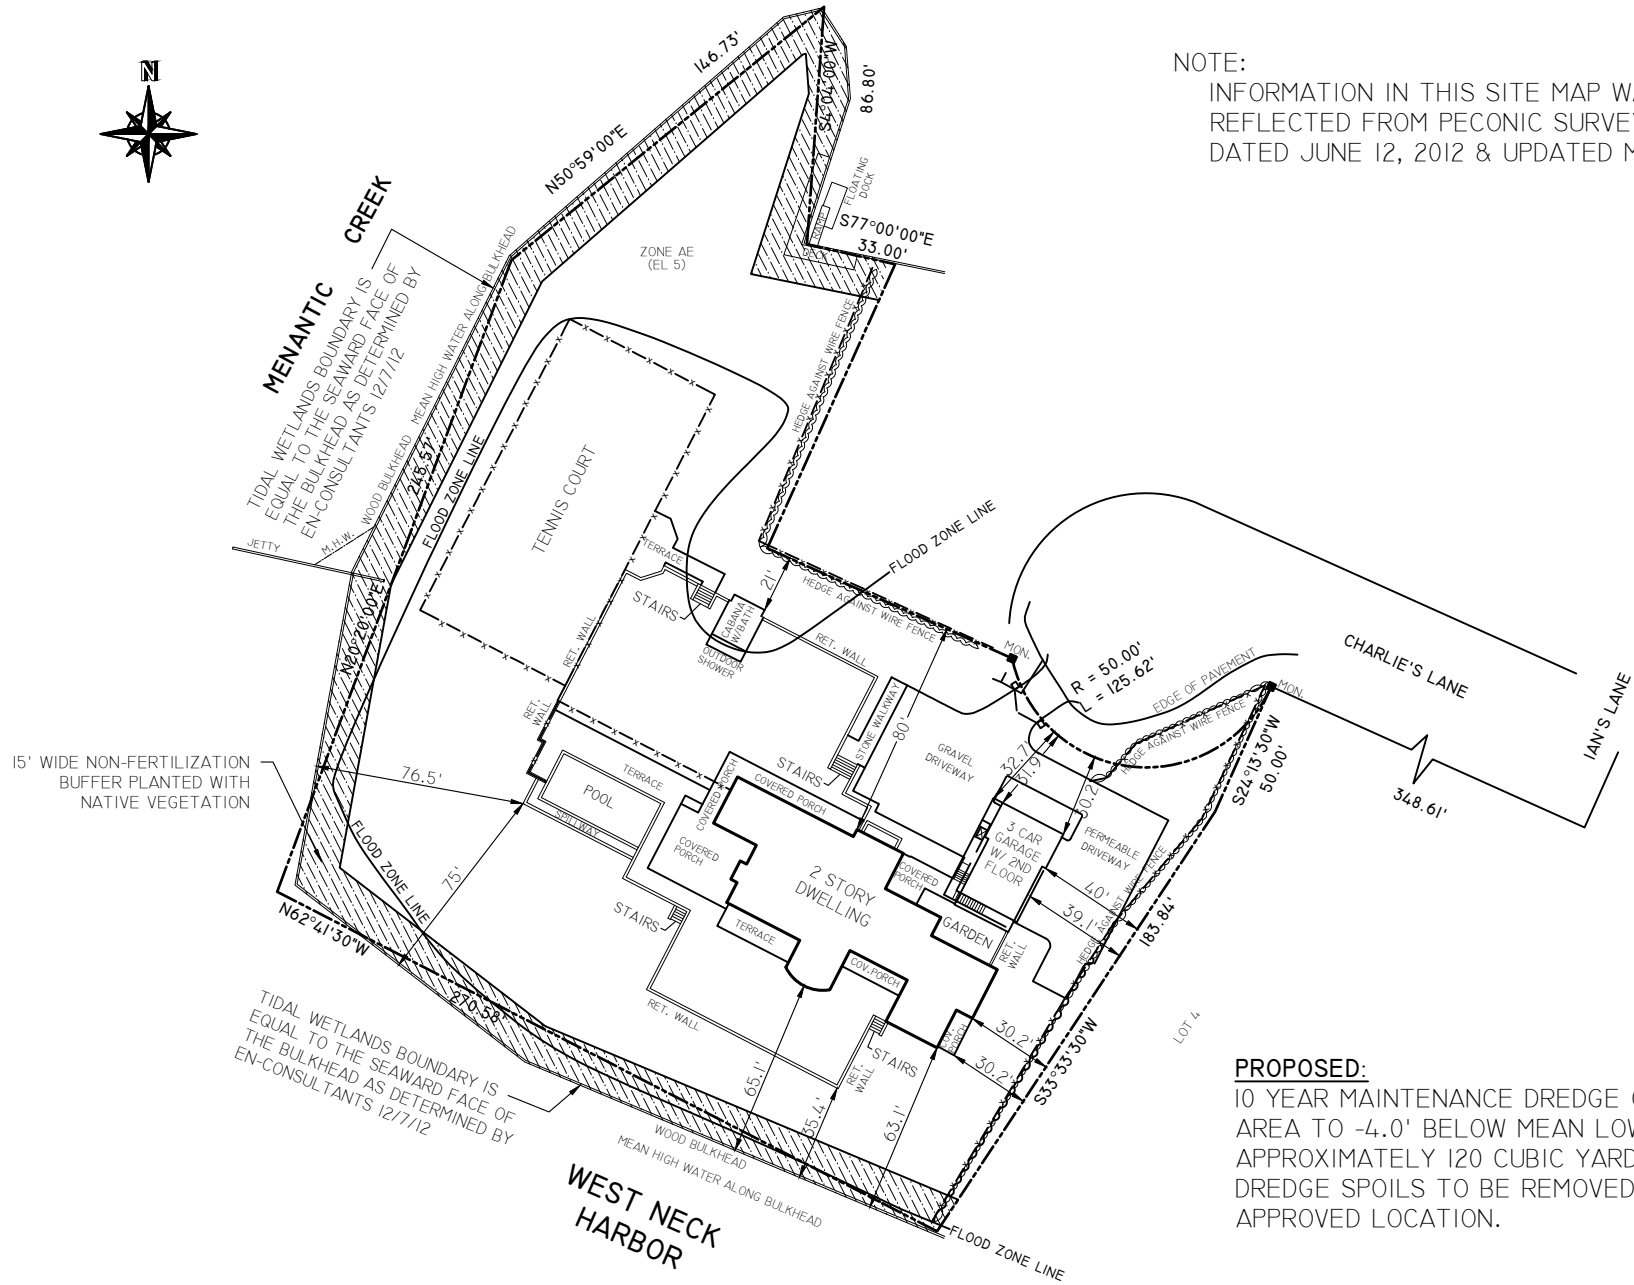 N
NOTE:
INFORMATION IN THIS SITE MAP
REFLECTED FROM PECONIC
DATED JUNE 12, 2012 & UPDATED
146.73'
N50°59'00"E
S4°04'00"W
86.80'
FLOATING
DOCK
RAMP
DECK
S77°00'00"E
33.00'
ZONE AE
(EL 5)
MENANTIC CREEK
TIDAL WETLANDS BOUNDARY IS
EQUAL TO THE SEAWARD FACE OF
THE BULKHEAD AS DETERMINED BY
EN-CONSULTANTS 12/7/12
WOOD BULKHEAD
MEAN HIGH WATER ALONG BULKHEAD
M.H.W.
JETTY
245.57'
N20°20'00"E
FLOOD ZONE LINE
TENNIS COURT
HEDGE AGAINST WIRE FENCE
FLOOD ZONE LINE
HEDGE AGAINST WIRE FENCE
TERRACE
21'
STAIRS
CABANA
W/BATH
OUTDOOR
SHOWER
RET. WALL
RET. WALL
RET.
WALL
MON.
R = 50.00'
L = 125.62'
EDGE OF PAVEMENT
HEDGE AGAINST WIRE FENCE
MON.
CHARLIE'S LANE
IAN'S LANE
348.61'
S24°13'30"W
50.00'
15' WIDE NON-FERTILIZATION
BUFFER PLANTED WITH
NATIVE VEGETATION
76.5'
75'
POOL
SPILLWAY
TERRACE
COVERED PORCH
COVERED PORCH
COVERED
PORCH
STAIRS
STONE WALKWAY
80'
GRAVEL
DRIVEWAY
32.7'
31.9'
50.2'
3 CAR
GARAGE
W/ 2ND
FLOOR
PERMEABLE
DRIVEWAY
40'
39.1'
HEDGE AGAINST WIRE FENCE
183.84'
2 STORY
DWELLING
COVERED
PORCH
GARDEN
RET.
WALL
STAIRS
TERRACE
COV.PORCH
RET. WALL
FLOOD ZONE LINE
N62°41'30"W
270.58'
TIDAL WETLANDS BOUNDARY IS
EQUAL TO THE SEAWARD FACE OF
THE BULKHEAD AS DETERMINED BY
EN-CONSULTANTS 12/7/12
65.1'
35.4'
63.1'
RET.
WALL
STAIRS
COV.
PORCH
30.2'
30.2'
S33°33'30"W
LOT 4
WOOD BULKHEAD
MEAN HIGH WATER ALONG BULKHEAD
WEST NECK
HARBOR
FLOOD ZONE LINE
PROPOSED:
10 YEAR MAINTENANCE DREDGE
AREA TO -4.0' BELOW MEAN
APPROXIMATELY 120 CUBIC
DREDGE SPOILS TO BE REMOVED
APPROVED LOCATION.